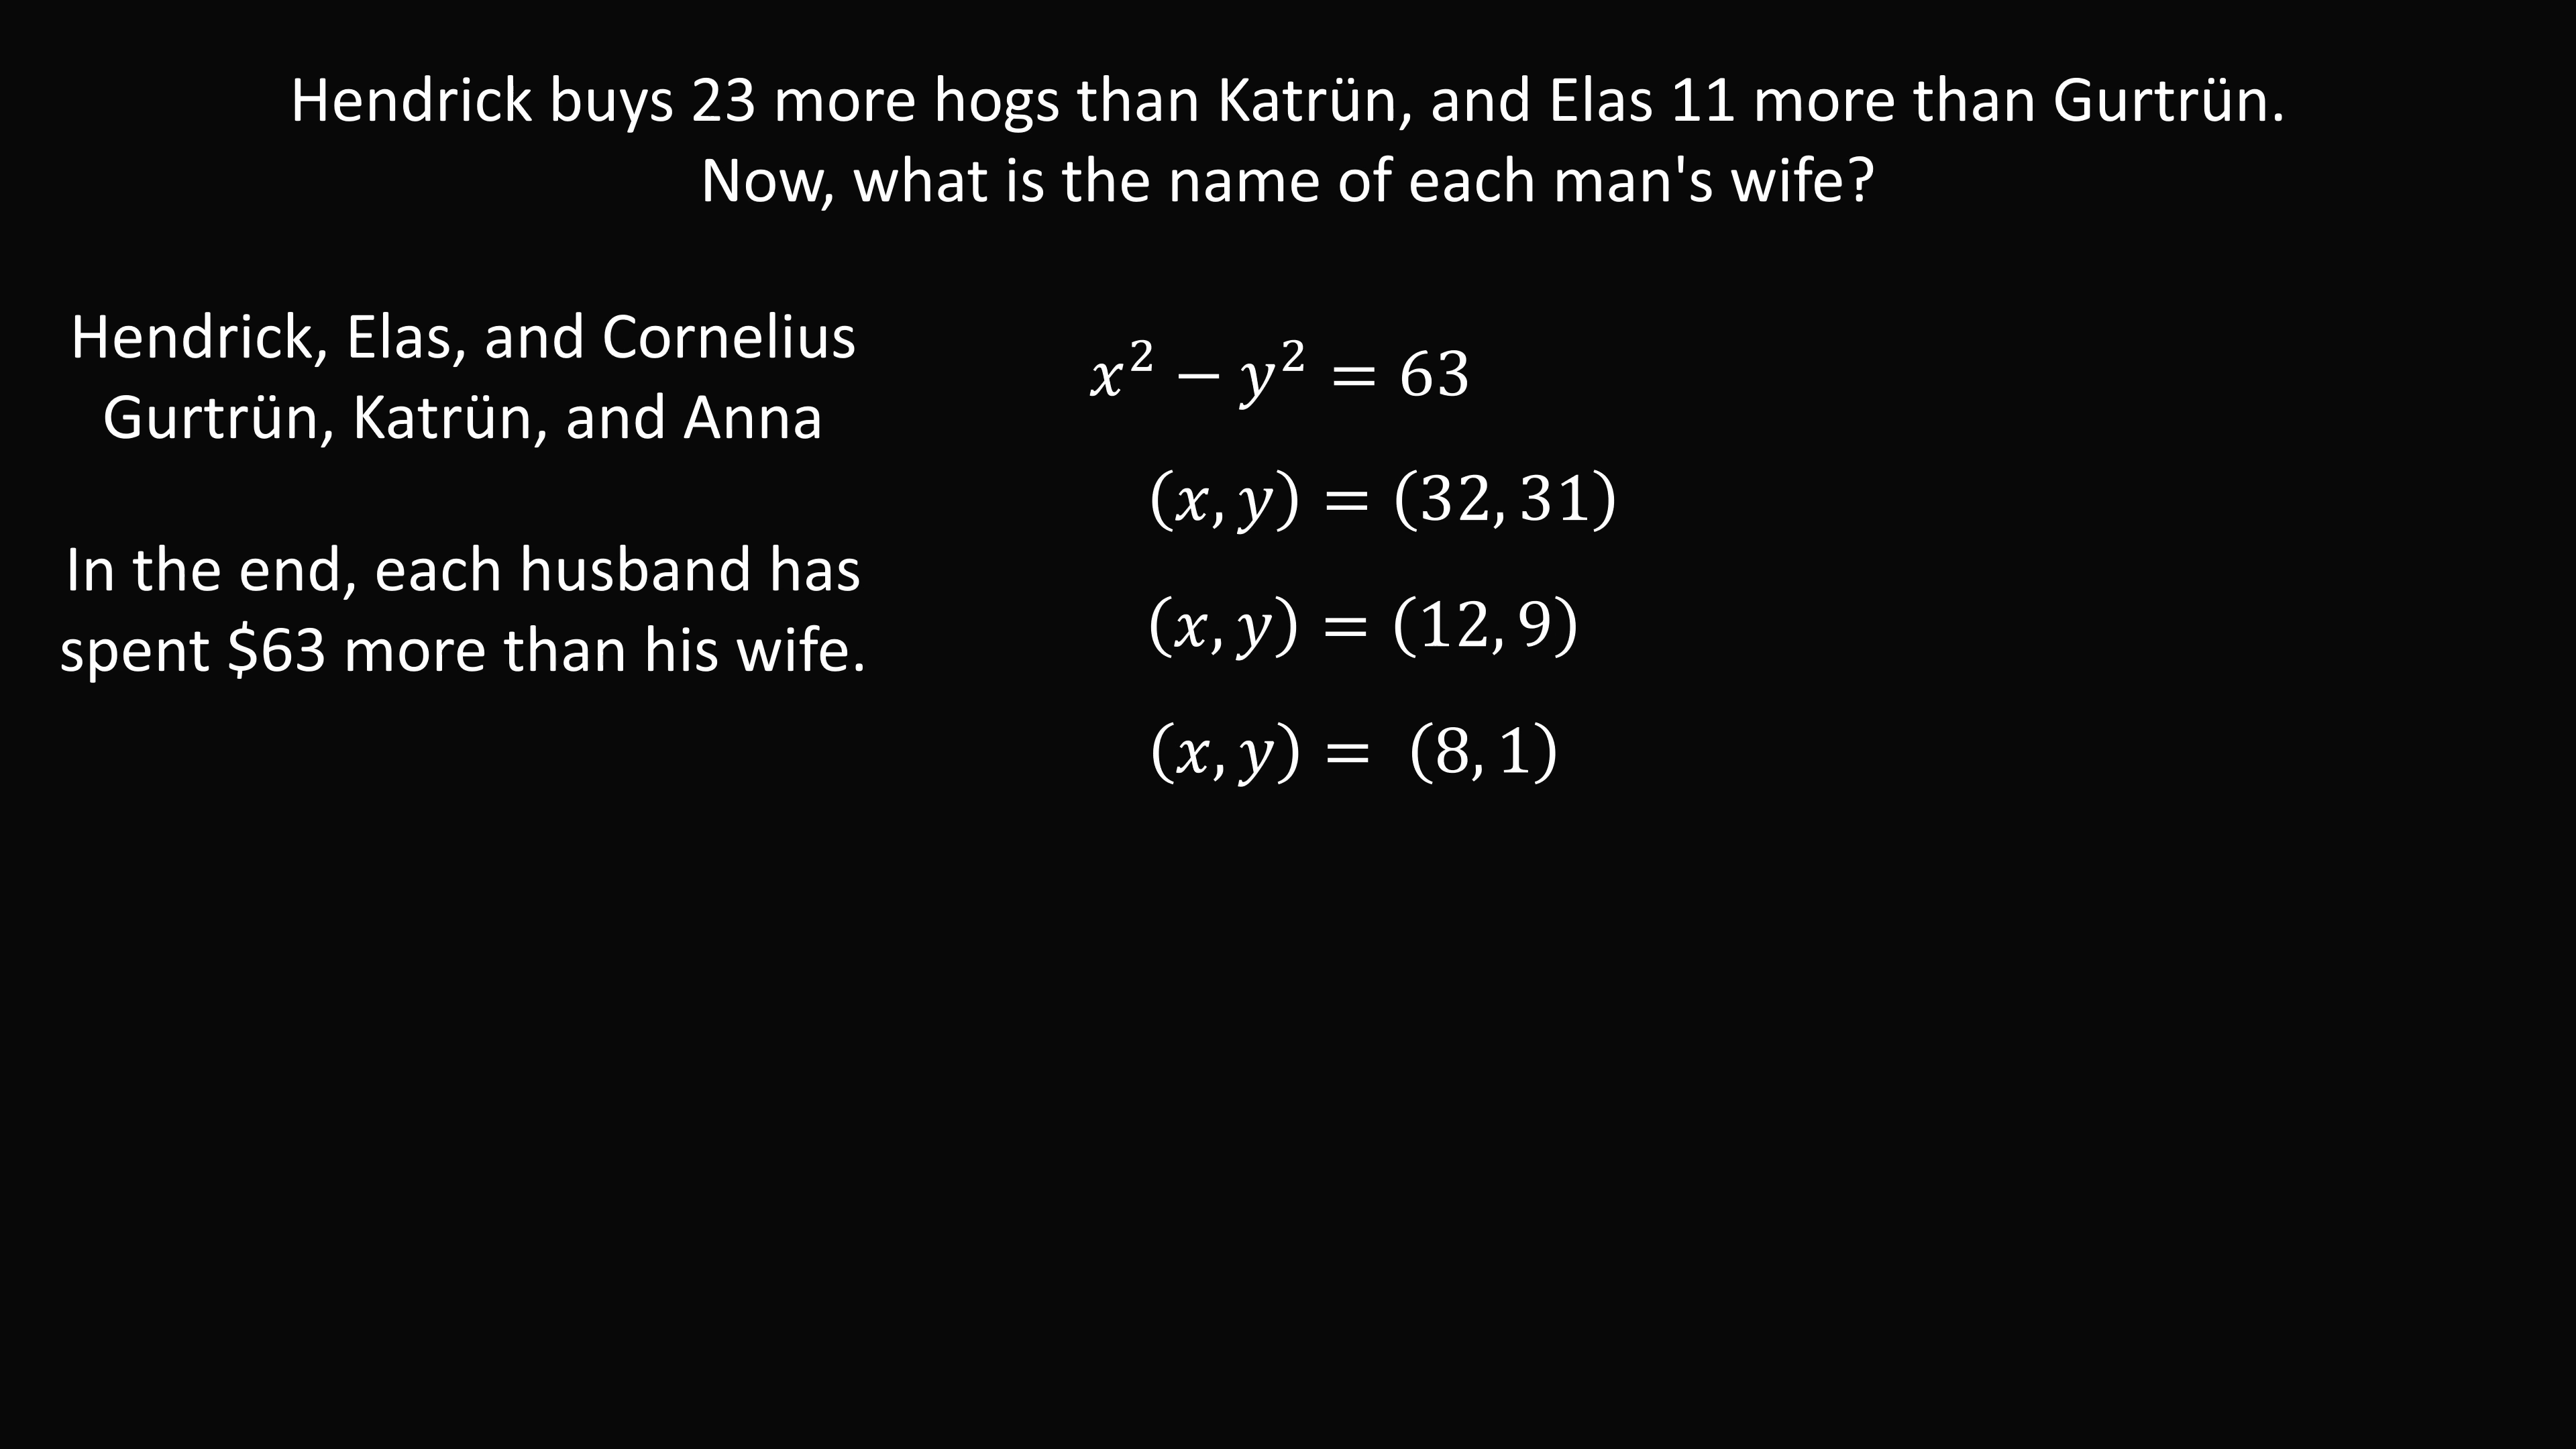 Hendrick buys 23 more hogs than Katrün, and Elas 11 more than Gurtrün.
Now, what is the name of each man's wife?
Hendrick, Elas, and Cornelius
Gurtrün, Katrün, and Anna
In the end, each husband has
spent $63 more than his wife.
x² − y² = 63
(x, y) = (32, 31)
(x, y) = (12, 9)
(x, y) = (8, 1)